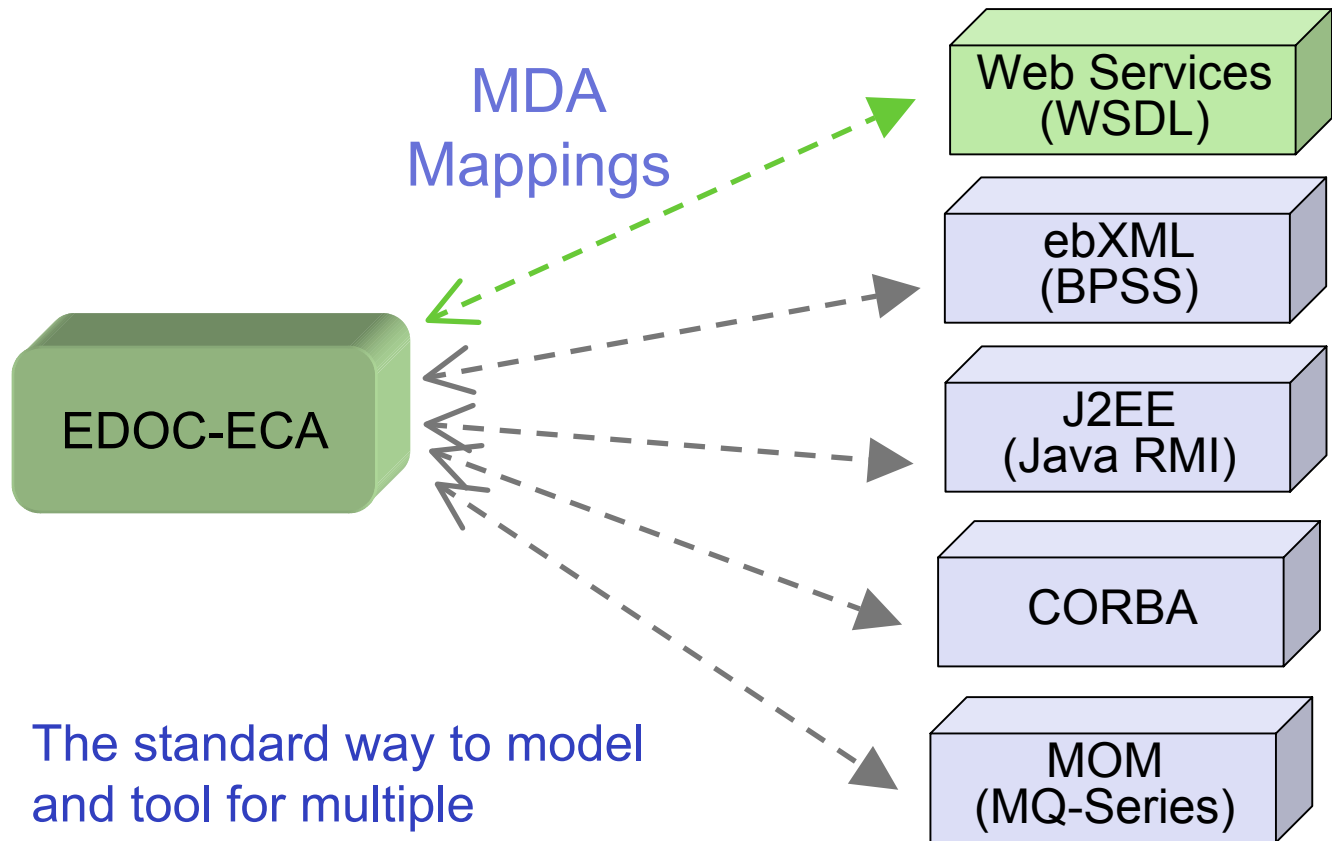 MDA
Mappings
Web Services
(WSDL)
ebXML
(BPSS)
EDOC-ECA
J2EE
(Java RMI)
CORBA
MOM
(MQ-Series)
The standard way to model
and tool for multiple